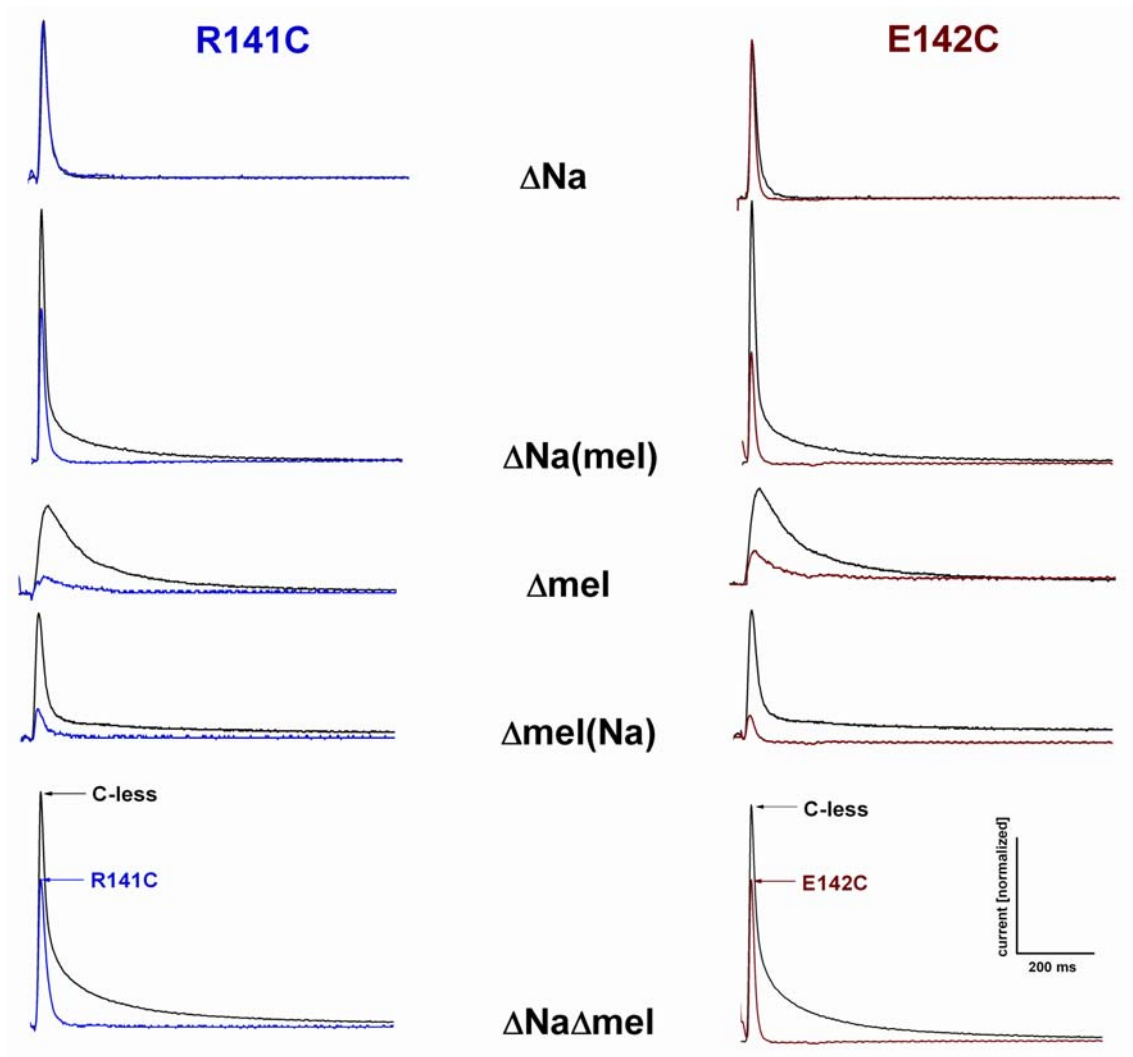 R141C
E142C
ΔNa
ΔNa(mel)
Δmel
Δmel(Na)
C-less
R141C
C-less
E142C
current [normalized]
200 ms
ΔNaΔmel